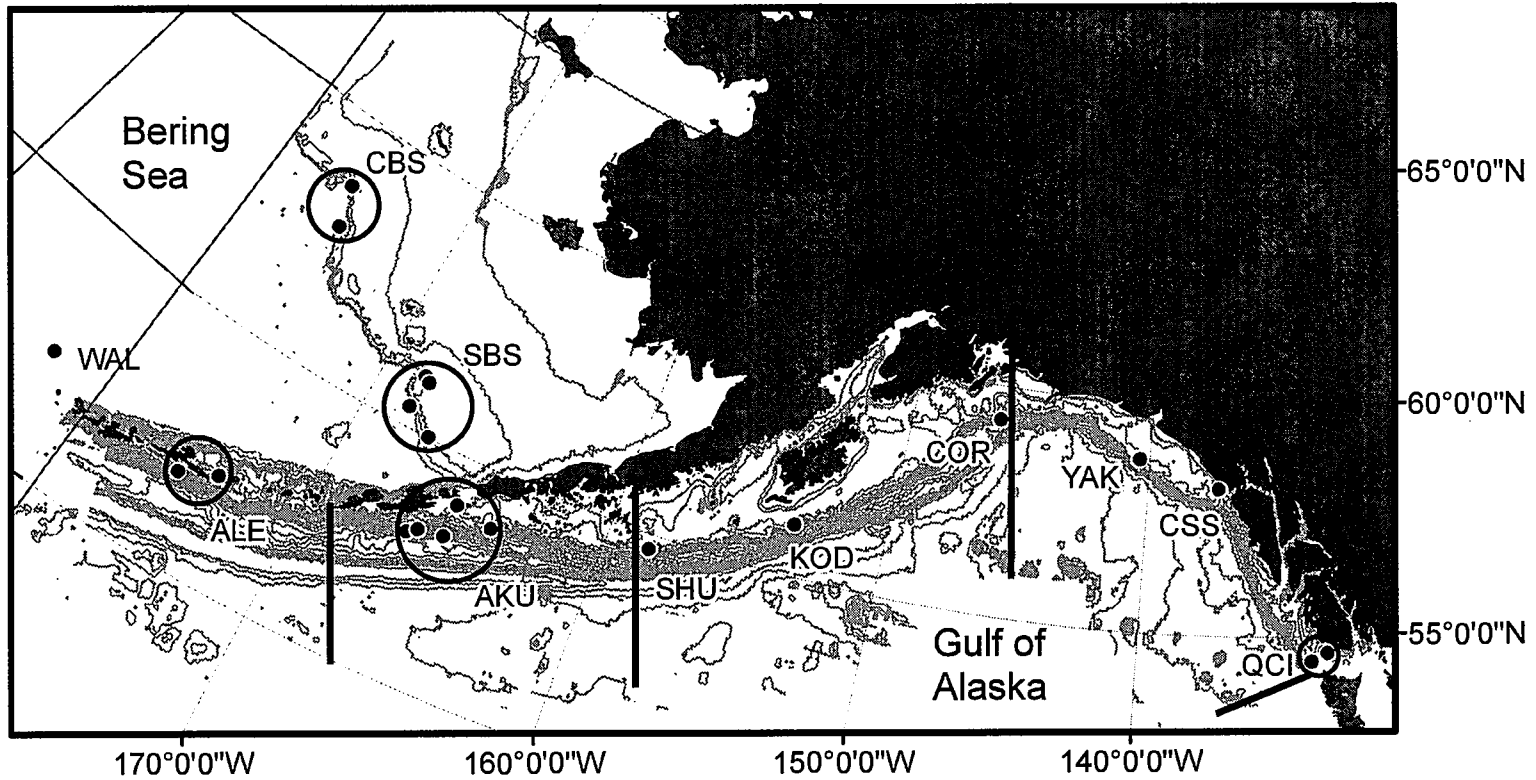 Bering
Sea
CBS
65°0'0"N
SBS
WAL
60°0'0"N
COR
YAK
CSS
ALE
KOD
AKU
SHU
Gulf of
Alaska
55°0'0"N
QCI
170°0'0"W
160°0'0"W
150°0'0"W
140°0'0"W